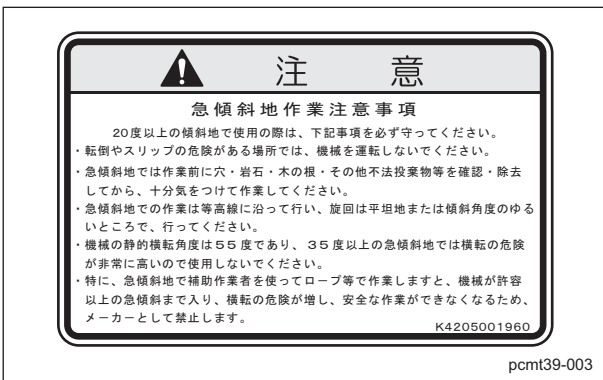 注 意
急傾斜地作業注意事項
20度以上の傾斜地で使用の際は、下記事項を必ず守ってください。
・転倒やスリップの危険がある場所では、機械を運転しないでください。
・急傾斜地では作業前に穴・岩石・木の根・その他不法投棄物等を確認・除去
してから、十分気をつけて作業してください。
・急傾斜地での作業は等高線に沿って行い、旋回は平坦地または傾斜角度のゆる
いところで、行ってください。
・機械の静的横転角度は55度であり、35度以上の急傾斜地では横転の危険
が非常に高いので使用しないでください。
・特に、急傾斜地で補助作業者を使ってロープ等で作業しますと、機械が許容
以上の急傾斜まで入り、横転の危険が増し、安全な作業ができなくなるため、
メーカーとして禁止します。
K4205001960
pcmt39-003